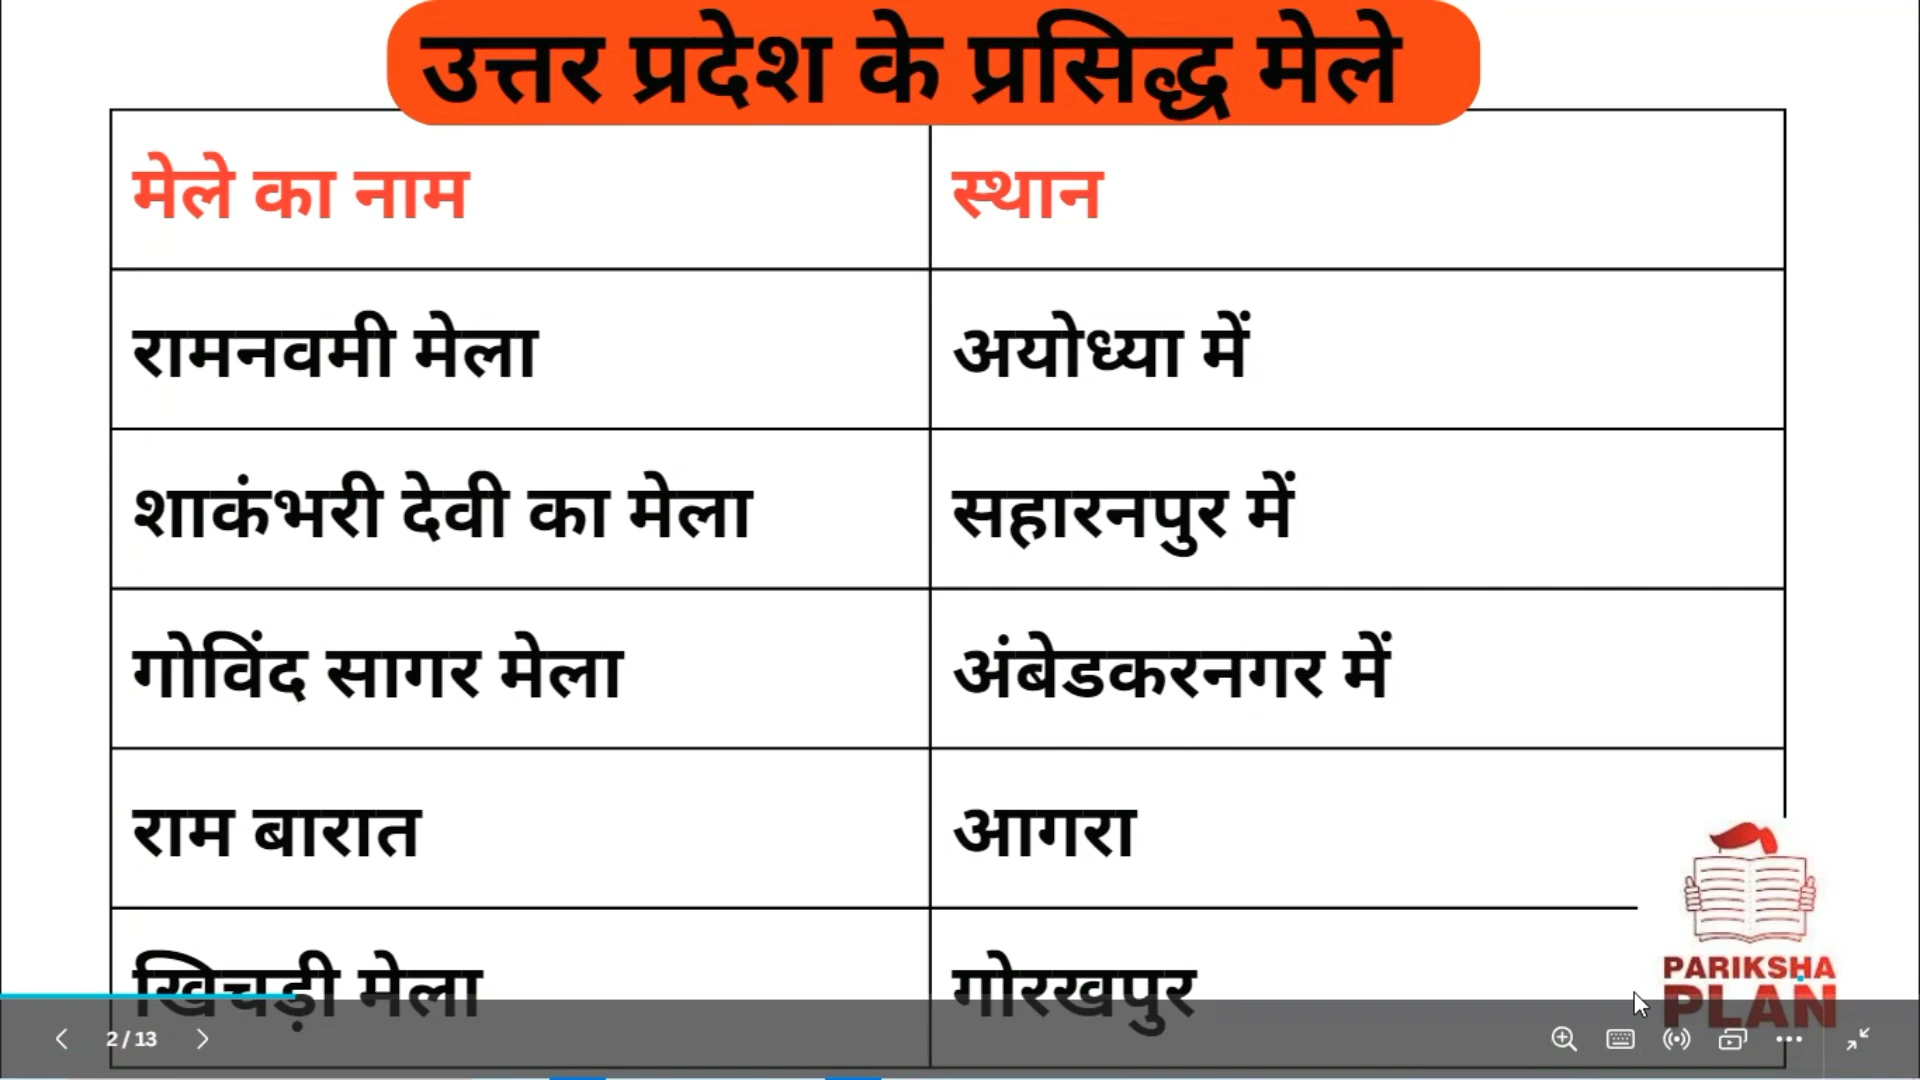 उत्तर प्रदेश के प्रसिद्ध मेले
मेले का नाम स्थान
रामनवमी मेला अयोध्या में
शाकंभरी देवी का मेला सहारनपुर में
गोविंद सागर मेला अंबेडकरनगर में
राम बारात आगरा
खिचड़ी मेला गोरखपुर
PARIKSHA
PLAN
2 / 13